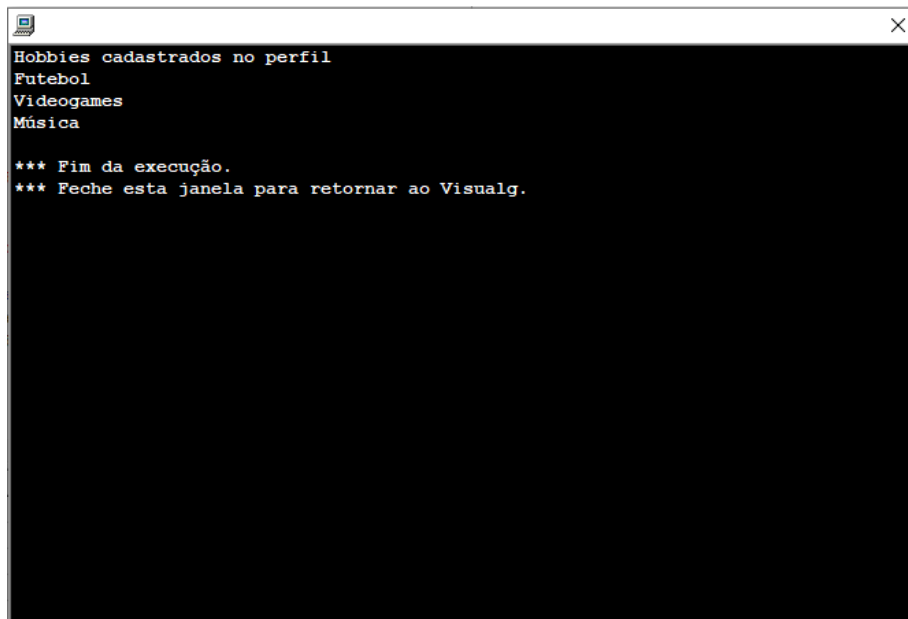 Hobbies cadastrados no perfil
Futebol
Videogames
Música
*** Fim da execução.
*** Feche esta janela para retornar ao Visualg.